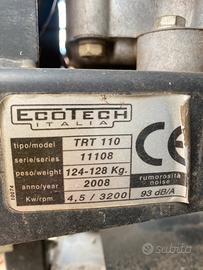 ECOTECH
ITALIA
tipo/model TRT 110
serie/series 11108
peso/weight 124-128 Kg.
anno/year 2008
Kw/rpm. 4,5 / 3200
rumorosità
noise
93 dB/A
CE
subito